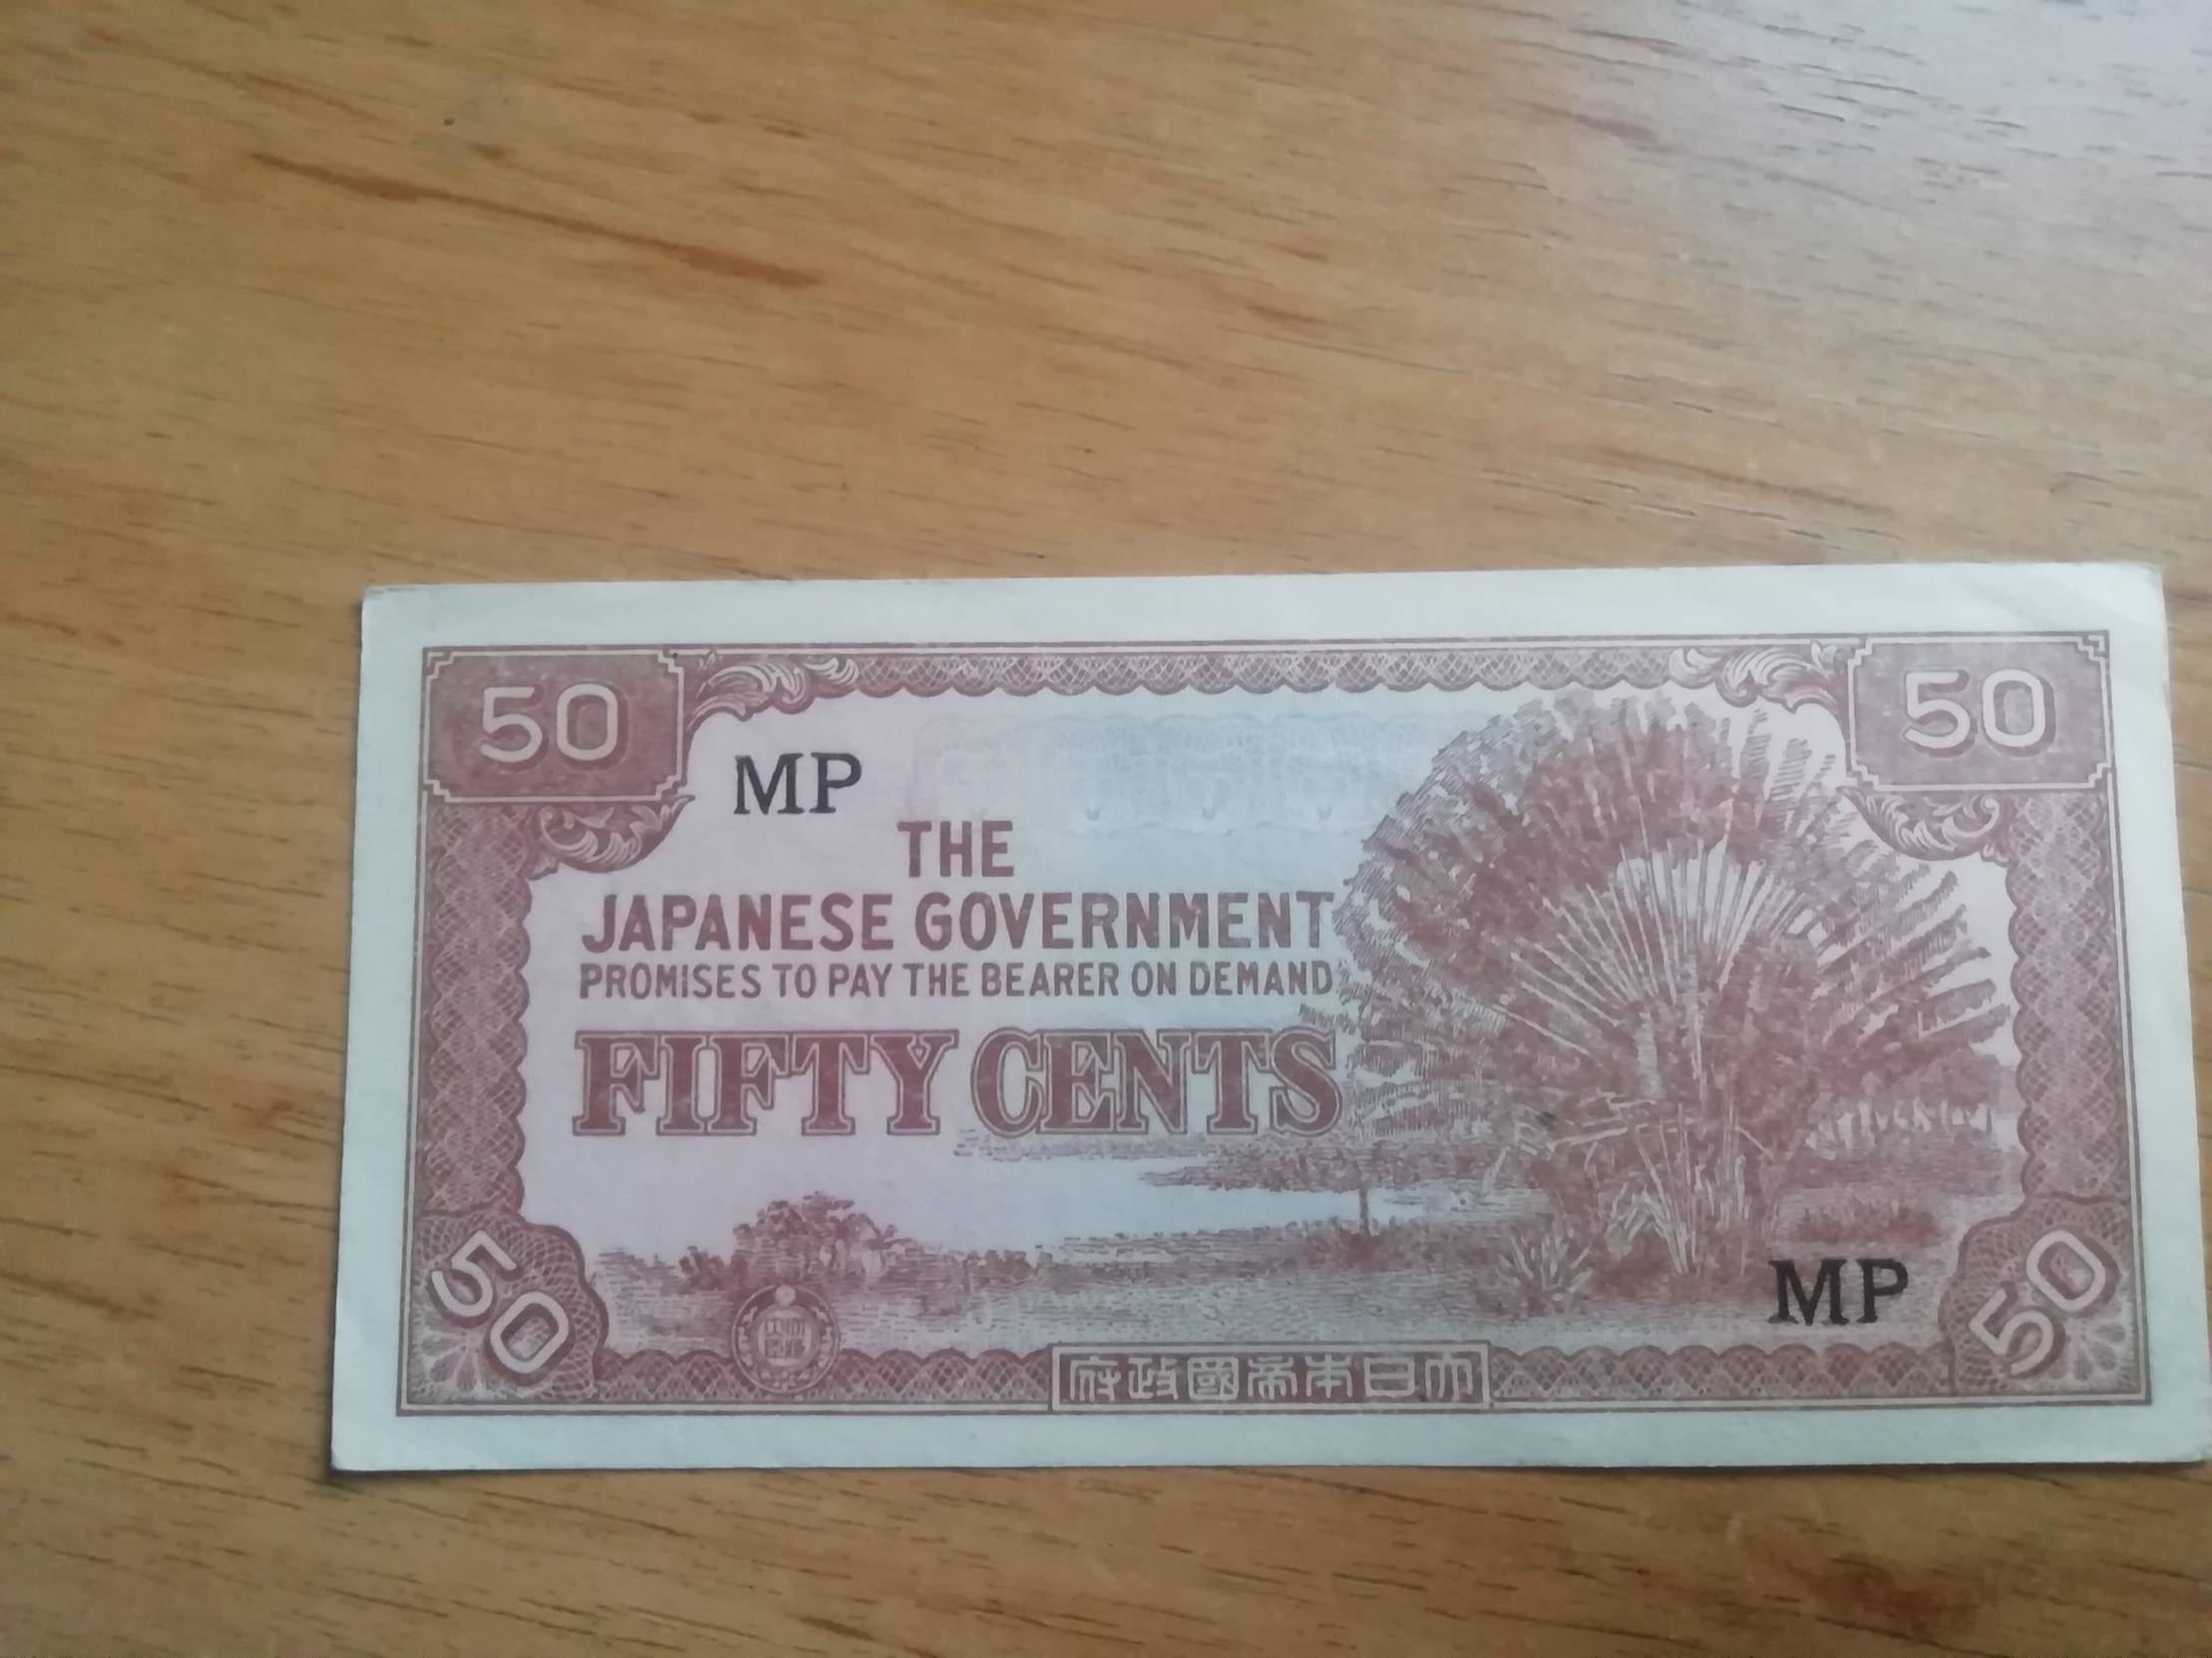 50
50
MP
THE
JAPANESE GOVERNMENT
PROMISES TO PAY THE BEARER ON DEMAND
FIFTY CENTS
MP
50
50
府政國帝本日大